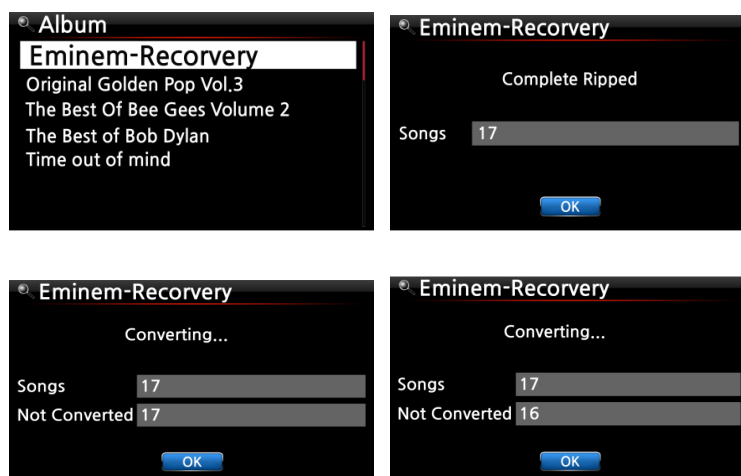 Album
Eminem-Recorvery
Original Golden Pop Vol.3
The Best Of Bee Gees Volume 2
The Best of Bob Dylan
Time out of mind
Eminem-Recorvery
Complete Ripped
Songs 17
OK
Eminem-Recorvery
Converting...
Songs 17
Not Converted 17
OK
Eminem-Recorvery
Converting...
Songs 17
Not Converted 16
OK